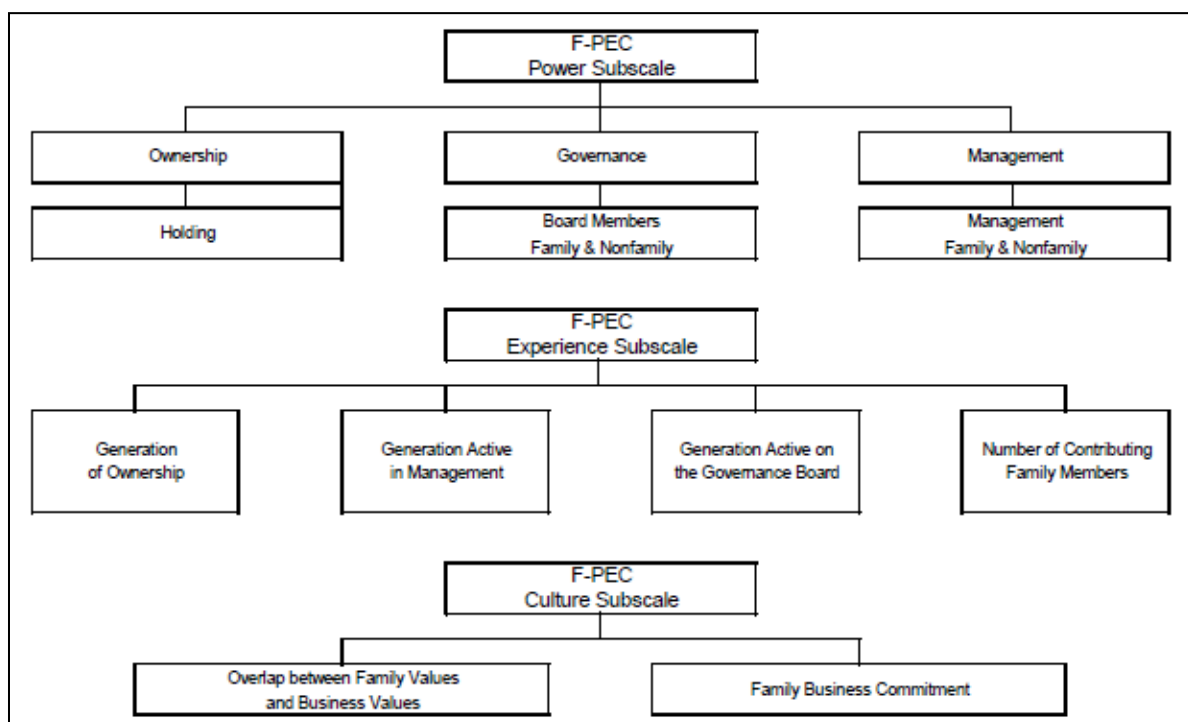 F-PEC
Power Subscale
Ownership
Governance
Management
Holding
Board Members
Family & Nonfamily
Management
Family & Nonfamily
F-PEC
Experience Subscale
Generation
of Ownership
Generation Active
in Management
Generation Active on
the Governance Board
Number of Contributing
Family Members
F-PEC
Culture Subscale
Overlap between Family Values
and Business Values
Family Business Commitment